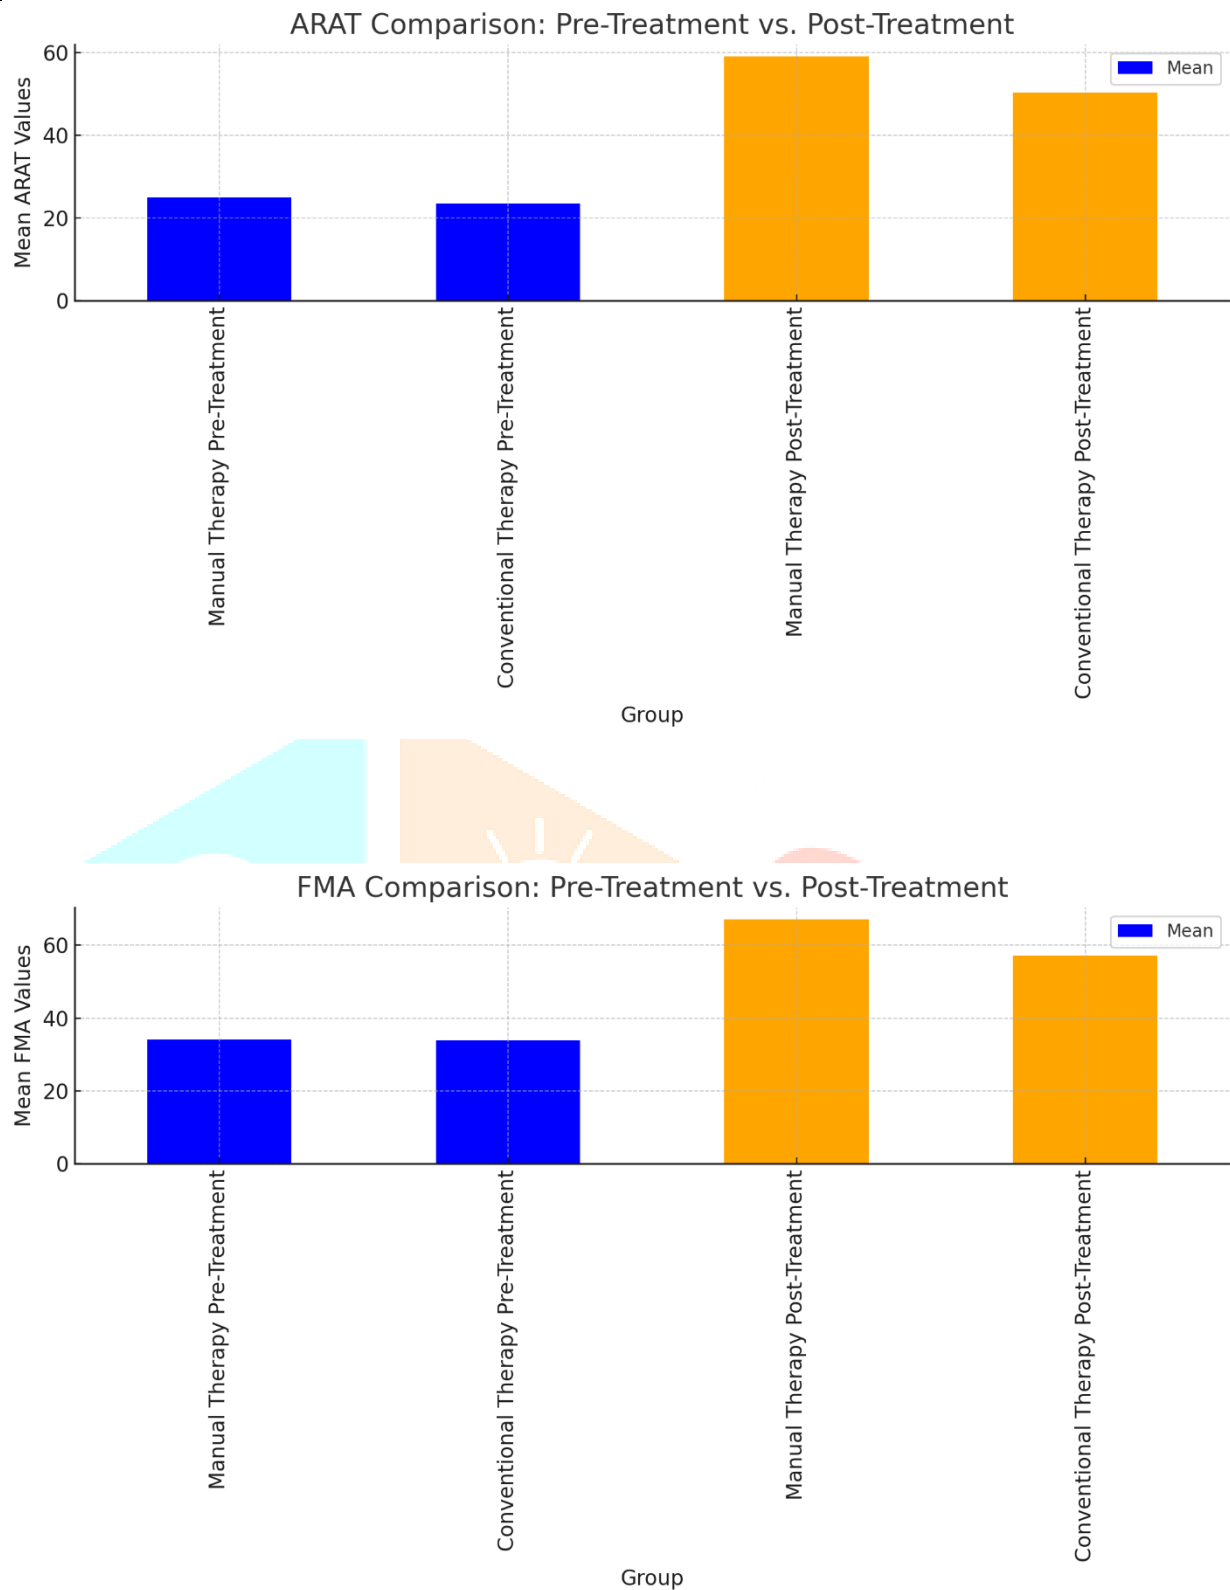 ARAT Comparison: Pre-Treatment vs. Post-Treatment
Mean ARAT Values
60
40
20
0
Mean
Manual Therapy Pre-Treatment
Conventional Therapy Pre-Treatment
Manual Therapy Post-Treatment
Conventional Therapy Post-Treatment
Group
FMA Comparison: Pre-Treatment vs. Post-Treatment
Mean FMA Values
60
40
20
0
Mean
Manual Therapy Pre-Treatment
Conventional Therapy Pre-Treatment
Manual Therapy Post-Treatment
Conventional Therapy Post-Treatment
Group